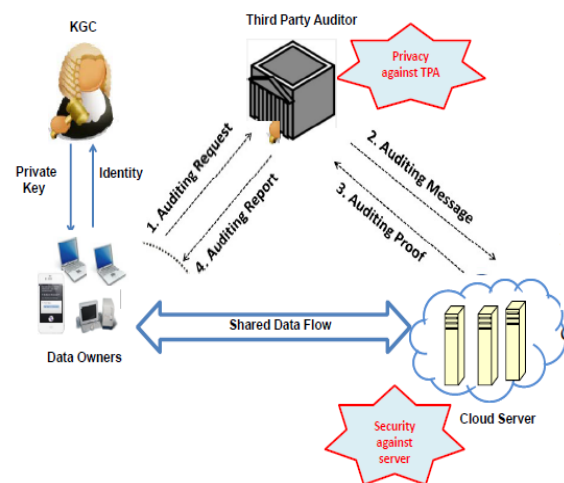 KGC
Third Party Auditor
Privacy
against TPA
Private
Key
Identity
1. Auditing Request
4. Auditing Report
2. Auditing Message
3. Auditing Proof
Shared Data Flow
Data Owners
Cloud Server
Security
against
server